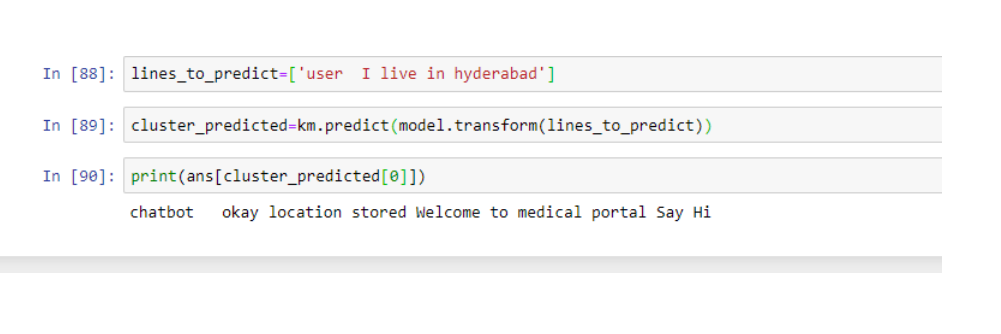 In [88]: lines_to_predict=['user  I live in hyderabad']
In [89]: cluster_predicted=km.predict(model.transform(lines_to_predict))
In [90]: print(ans[cluster_predicted[0]])
chatbot   okay location stored Welcome to medical portal Say Hi